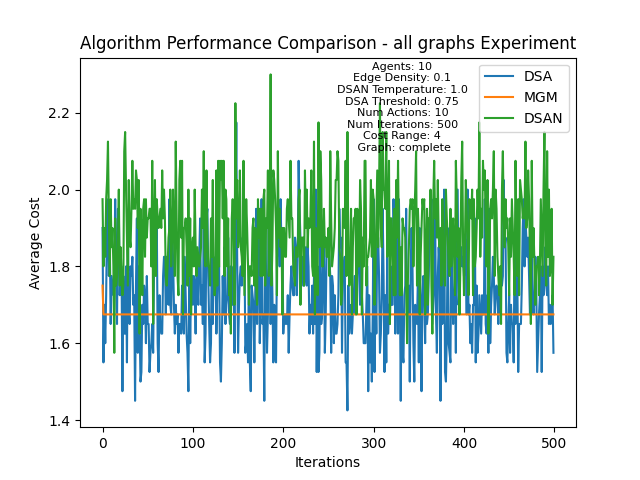 Algorithm Performance Comparison - all graphs Experiment
Agents: 10
Edge Density: 0.1
DSAN Temperature: 1.0
DSA Threshold: 0.75
Num Actions: 10
Num Iterations: 500
Cost Range: 4
Graph: complete
DSA
MGM
DSAN
Average Cost
2.2
2.0
1.8
1.6
1.4
0
100
200
300
400
500
Iterations